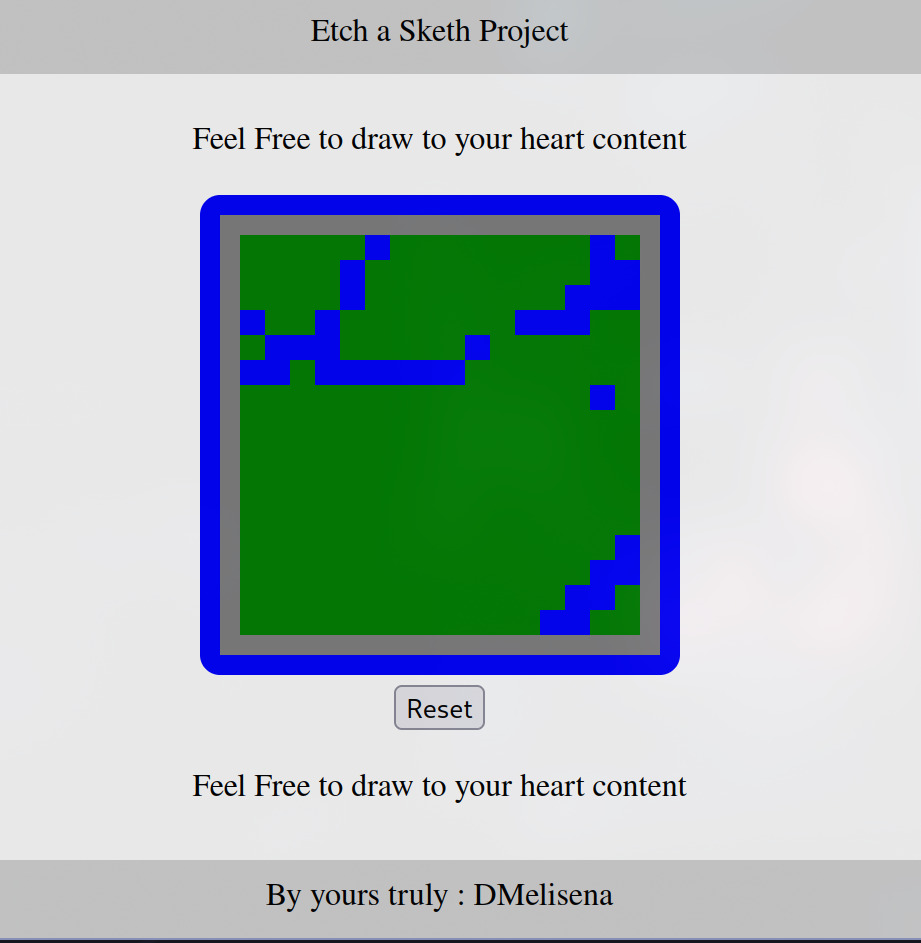 Etch a Sketh Project
Feel Free to draw to your heart content
Reset
Feel Free to draw to your heart content
By yours truly : DMelisena